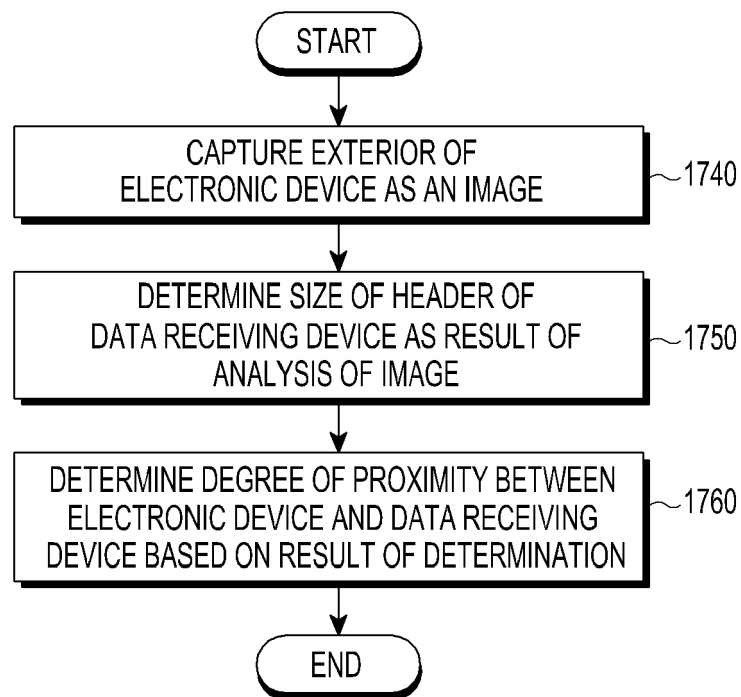 START
CAPTURE EXTERIOR OF
ELECTRONIC DEVICE AS AN IMAGE
1740
DETERMINE SIZE OF HEADER OF
DATA RECEIVING DEVICE AS RESULT OF
ANALYSIS OF IMAGE
1750
DETERMINE DEGREE OF PROXIMITY BETWEEN
ELECTRONIC DEVICE AND DATA RECEIVING
DEVICE BASED ON RESULT OF DETERMINATION
1760
END